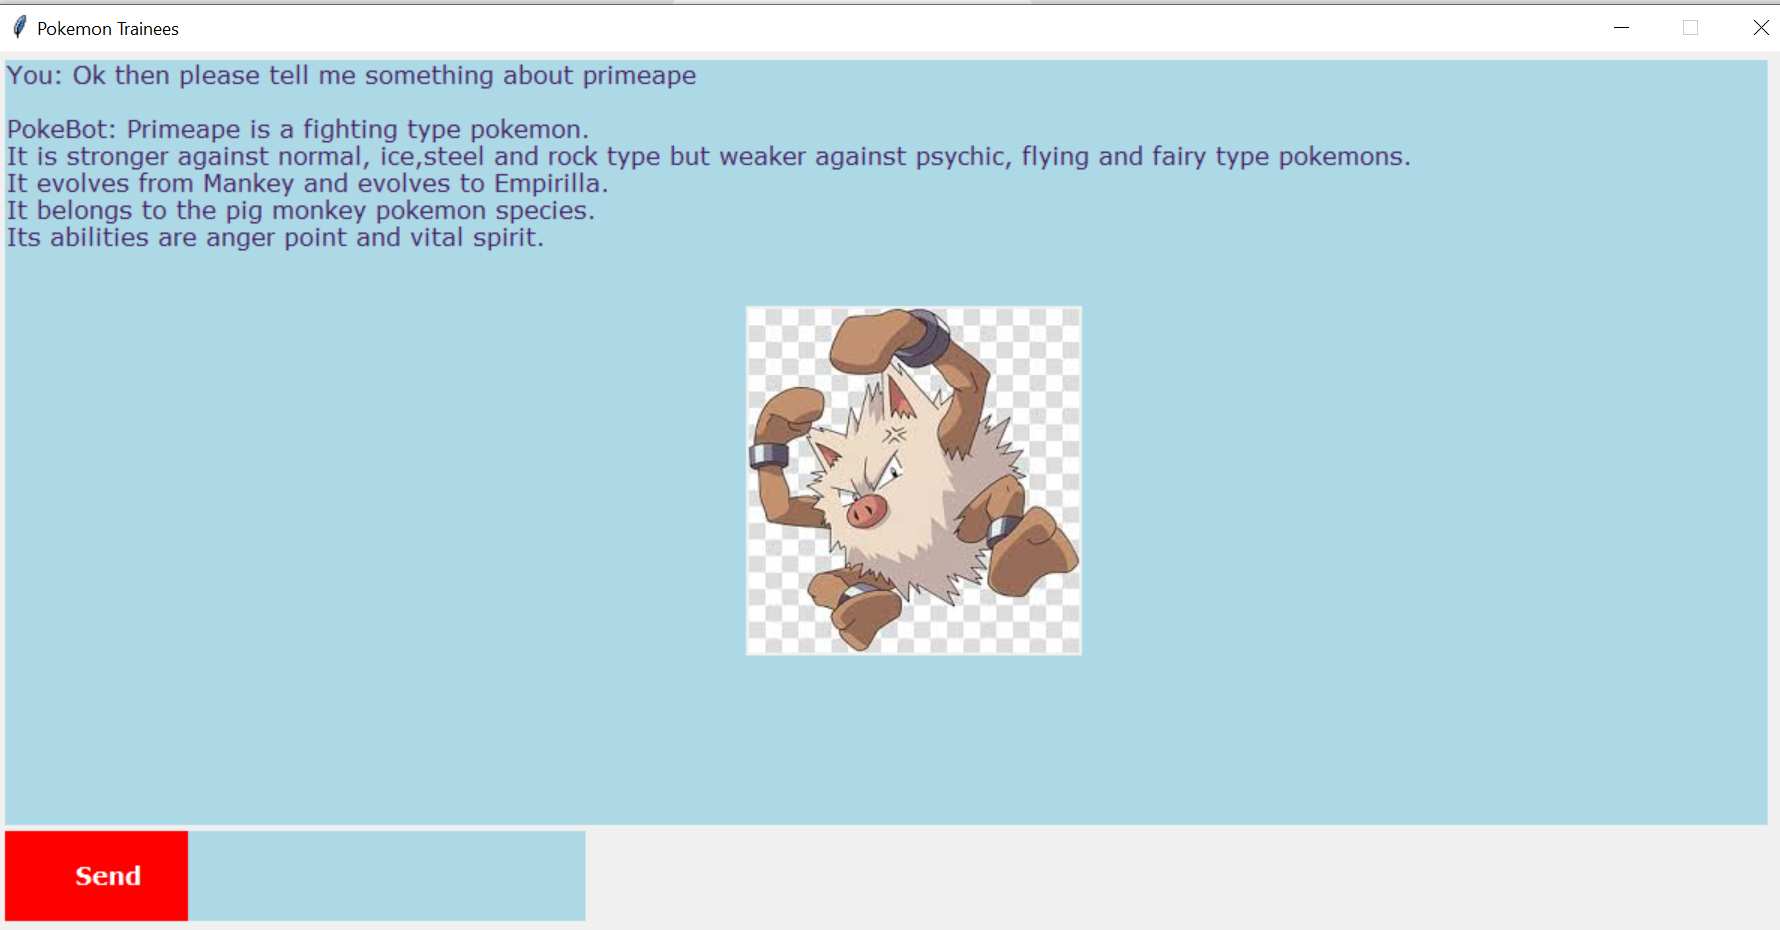 Pokemon Trainees
You: Ok then please tell me something about primeape
PokeBot: Primeape is a fighting type pokemon.
It is stronger against normal, ice,steel and rock type but weaker against psychic, flying and fairy type pokemons.
It evolves from Mankey and evolves to Empirilla.
It belongs to the pig monkey pokemon species.
Its abilities are anger point and vital spirit.
Send